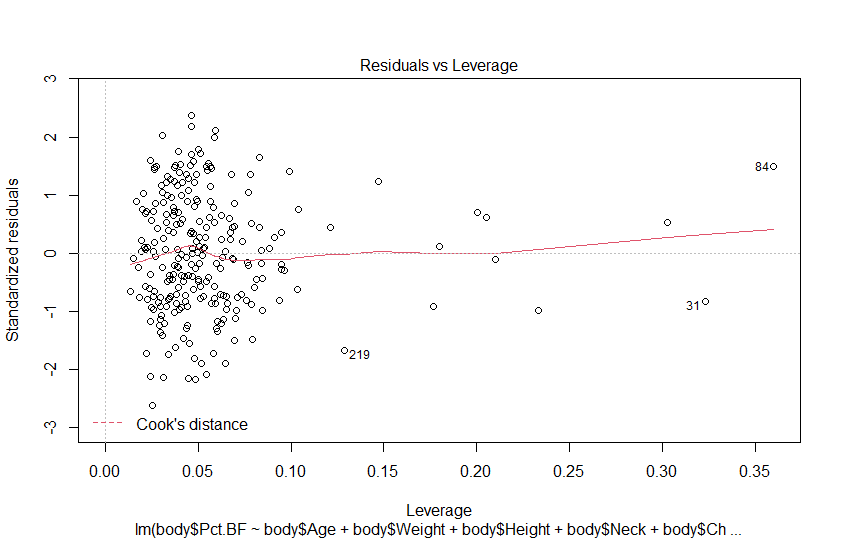 Residuals vs Leverage
Standardized residuals
3
2
1
0
-1
-2
-3
84
31
219
Cook's distance
0.00 0.05 0.10 0.15 0.20 0.25 0.30 0.35
Leverage
lm(body$Pct.BF ~ body$Age + body$Weight + body$Height + body$Neck + body$Ch ...